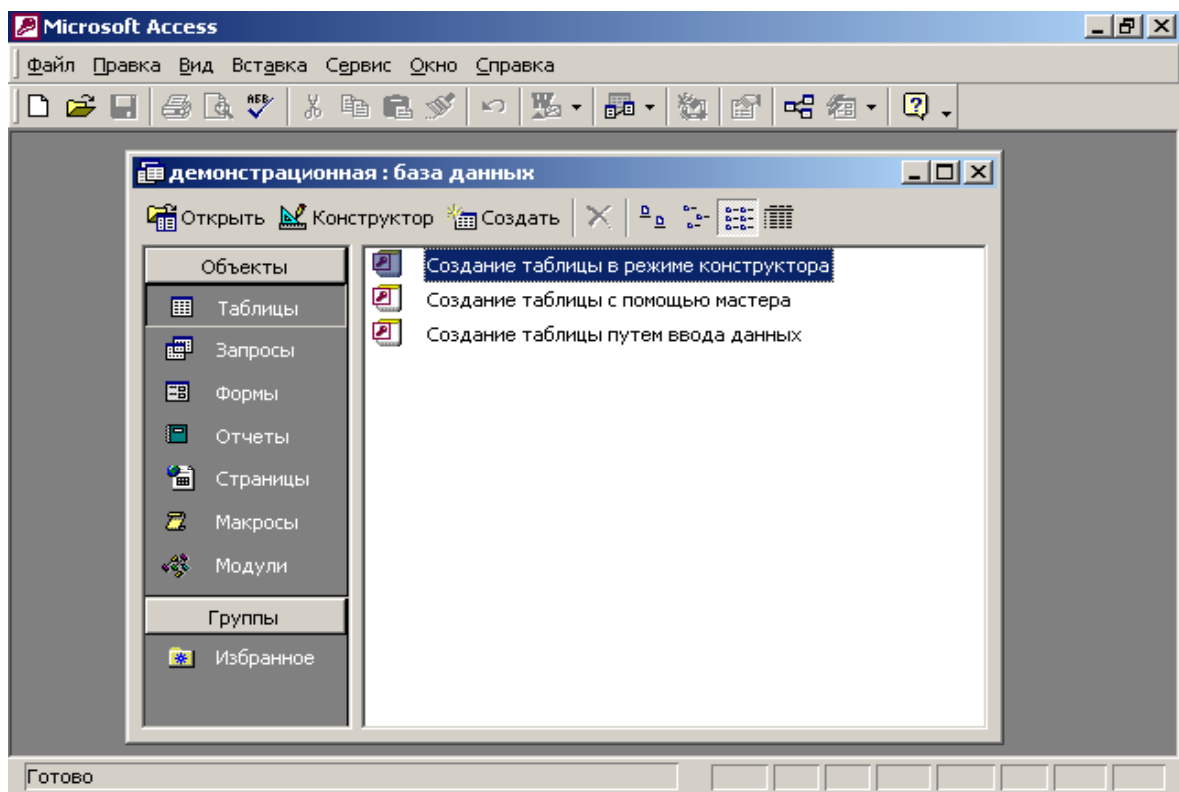 Microsoft Access
Файл Правка Вид Вставка Сервис Окно Справка
АБВ
демонстрационная : база данных
Открыть Конструктор Создать
Объекты
Таблицы
Запросы
Формы
Отчеты
Страницы
Макросы
Модули
Группы
Избранное
Создание таблицы в режиме конструктора
Создание таблицы с помощью мастера
Создание таблицы путем ввода данных
Готово